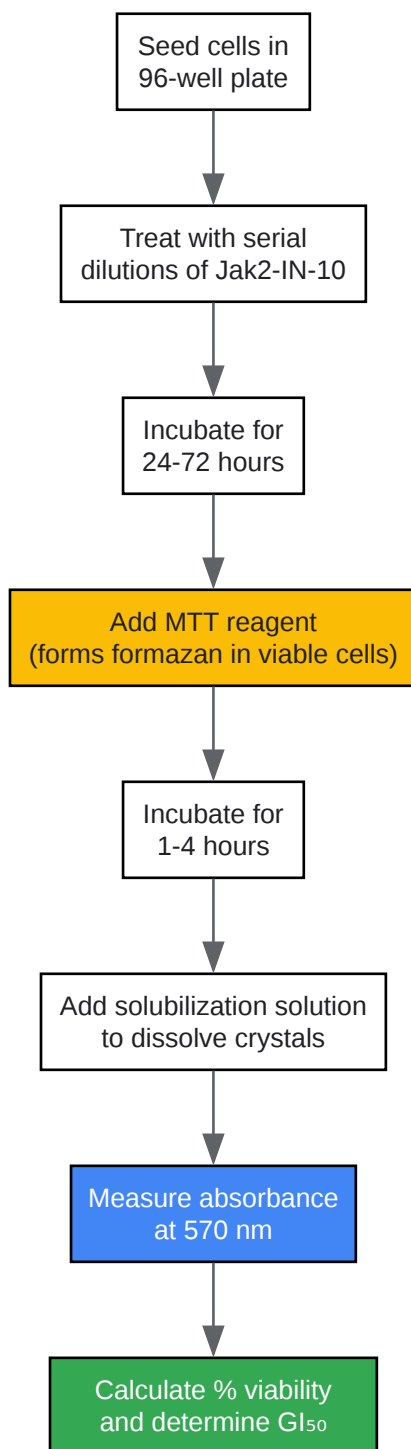 Seed cells in
96-well plate
Treat with serial
dilutions of Jak2-IN-10
Incubate for
24-72 hours
Add MTT reagent
(forms formazan in viable cells)
Incubate for
1-4 hours
Add solubilization solution
to dissolve crystals
Measure absorbance
at 570 nm
Calculate % viability
and determine GI₅₀